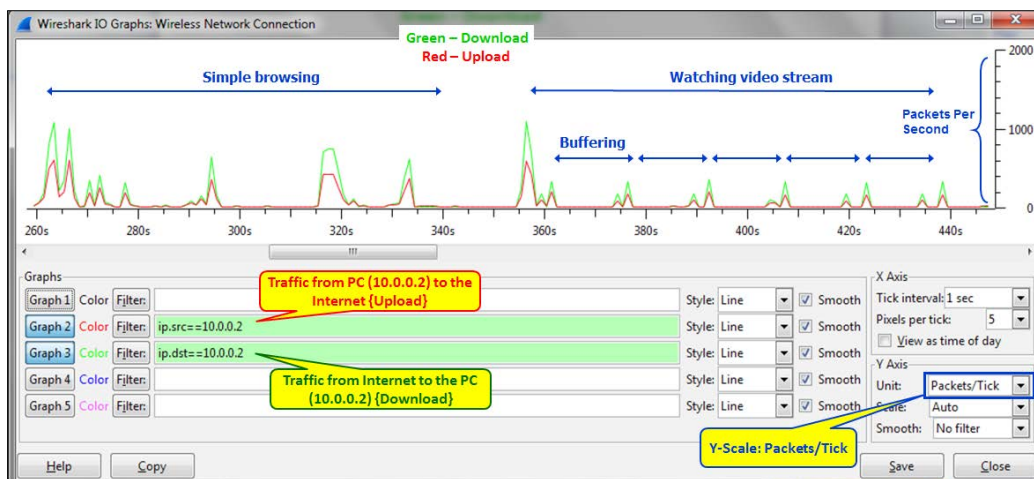 Wireshark IO Graphs: Wireless Network Connection
Green – Download
Red – Upload
Simple browsing
Watching video stream
Buffering
Packets Per Second
2000
1000
0
260s 280s 300s 320s 340s 360s 380s 400s 420s 440s
Graphs
Graph 1 Color Filter: Style: Line Smooth
Graph 2 Color Filter: ip.src==10.0.0.2 Style: Line Smooth
Graph 3 Color Filter: ip.dst==10.0.0.2 Style: Line Smooth
Graph 4 Color Filter: Style: Line Smooth
Graph 5 Color Filter: Style: Line Smooth
Traffic from PC (10.0.0.2) to the
Internet {Upload}
Traffic from Internet to the PC
(10.0.0.2) {Download}
X Axis
Tick interval: 1 sec
Pixels per tick: 5
View as time of day
Y Axis
Unit: Packets/Tick
Scale: Auto
Smooth: No filter
Y-Scale: Packets/Tick
Help
Copy
Save
Close